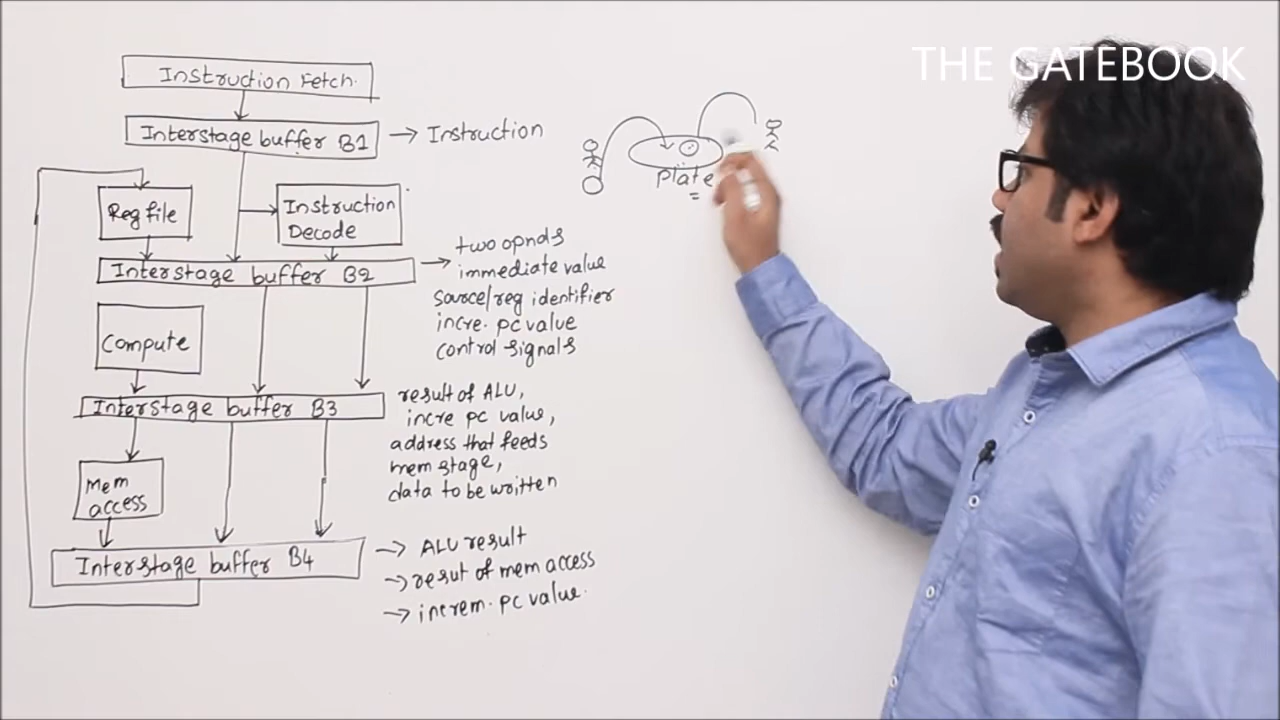 THE GATEBOOK
Instruction Fetch.
Interstage buffer B1
Instruction
Reg file
Instruction
Decode
Interstage buffer B2
two opnds
immediate value
source/reg identifier
incre. pc value
control signals
Compute
Interstage buffer B3
result of ALU,
incre pc value,
address that feeds
mem stage,
data to be written
Mem
access
Interstage buffer B4
ALU result
resut of mem access
increm. pc value.
Plate